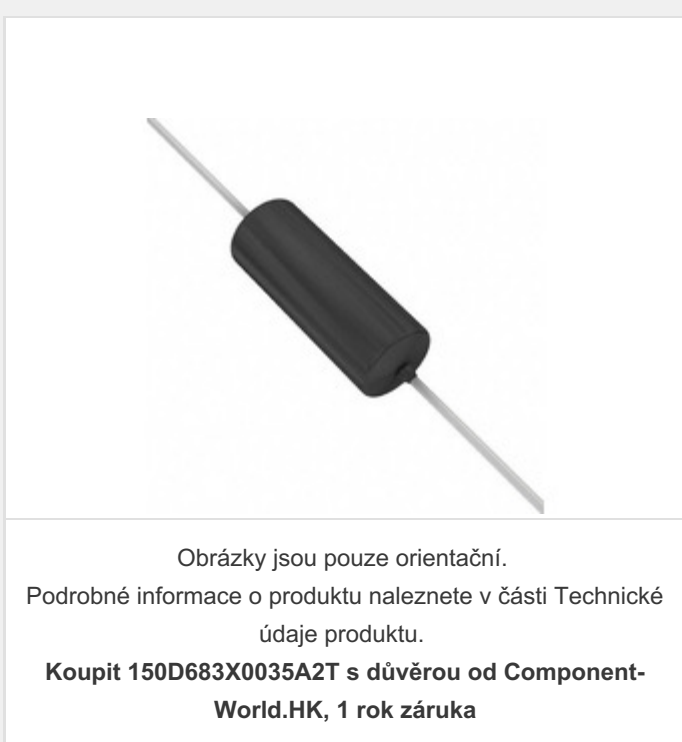 Obrázky jsou pouze orientační.
Podrobné informace o produktu naleznete v části Technické
údaje produktu.
Koupit 150D683X0035A2T s důvěrou od Component-
World.HK, 1 rok záruka